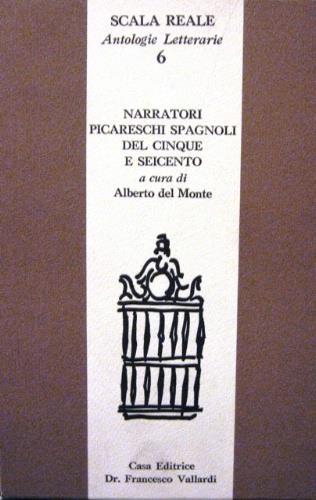 SCALA REALE
Antologie Letterarie
6
NARRATORI
PICARESCHI SPAGNOLI
DEL CINQUE
E SEICENTO
a cura di
Alberto del Monte
Casa Editrice
Dr. Francesco Vallardi